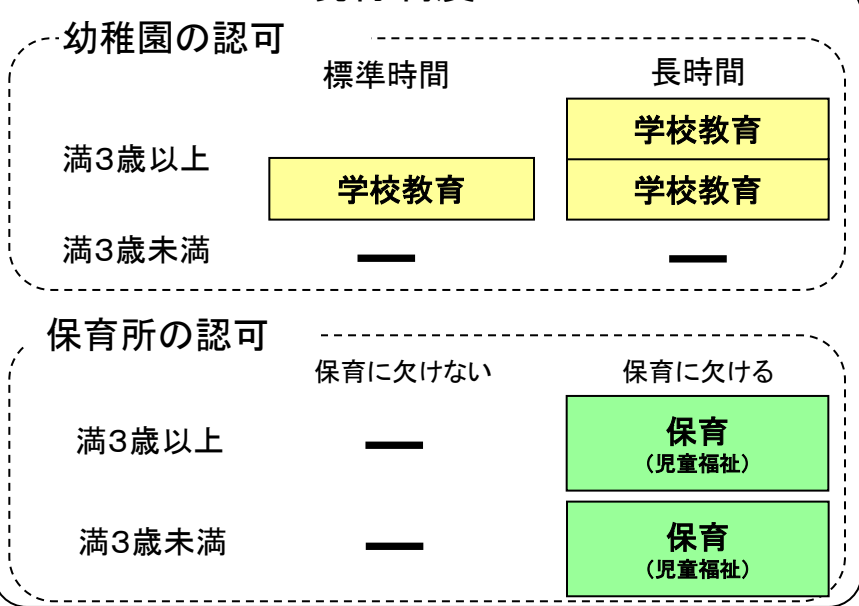 幼稚園の認可
標準時間
長時間
学校教育
満3歳以上
学校教育
学校教育
満3歳未満
ー
ー
保育所の認可
保育に欠けない
保育に欠ける
満3歳以上
ー
保育
(児童福祉)
満3歳未満
ー
保育
(児童福祉)